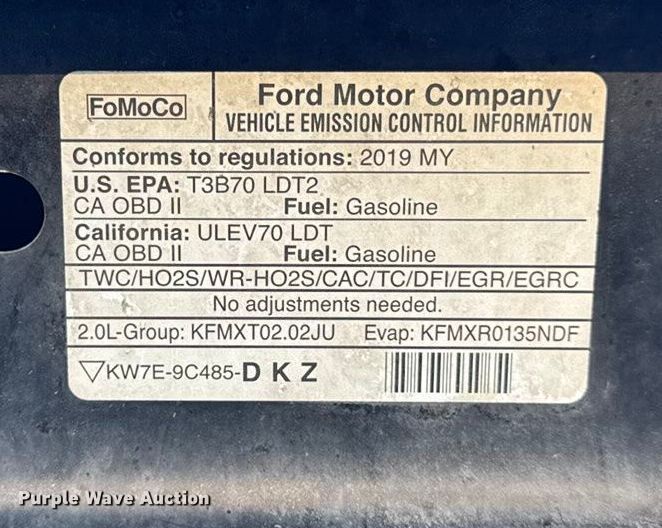 FoMoCo
Ford Motor Company
VEHICLE EMISSION CONTROL INFORMATION
Conforms to regulations: 2019 MY
U.S. EPA: T3B70 LDT2
CA OBD II Fuel: Gasoline
California: ULEV70 LDT
CA OBD II Fuel: Gasoline
TWC/HO2S/WR-HO2S/CAC/TC/DFI/EGR/EGRC
No adjustments needed.
2.0L-Group: KFMXT02.02JU Evap: KFMXR0135NDF
▽KW7E-9C485-D K Z
Purple Wave Auction